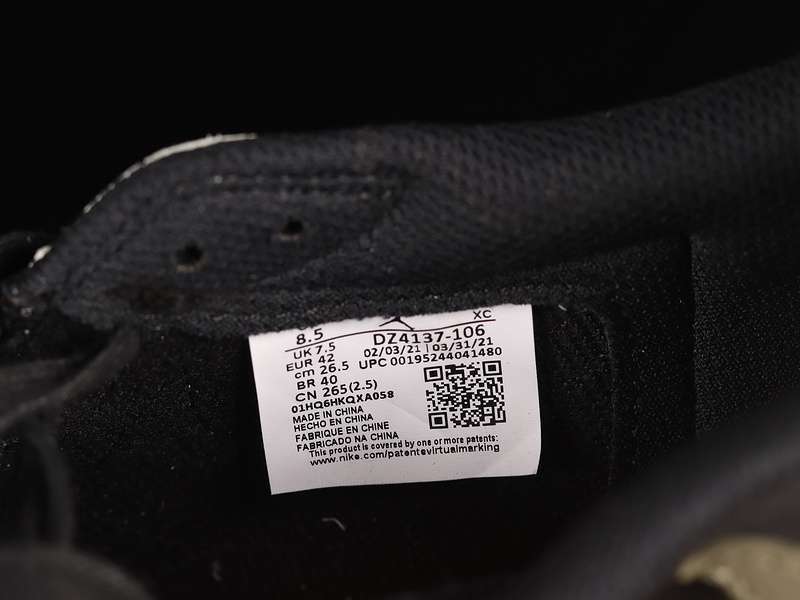 XC
8.5 DZ4137-106
UK 7.5 02/03/21 | 03/31/21
EUR 42 UPC 00195244041480
cm 26.5
BR 40
CN 265(2.5)
01HQ6HKQXA058
MADE IN CHINA
HECHO EN CHINA
FABRIQUE EN CHINE
FABRICADO NA CHINA
This product is covered by one or more patents:
www.nike.com/patentsvirtualmarking